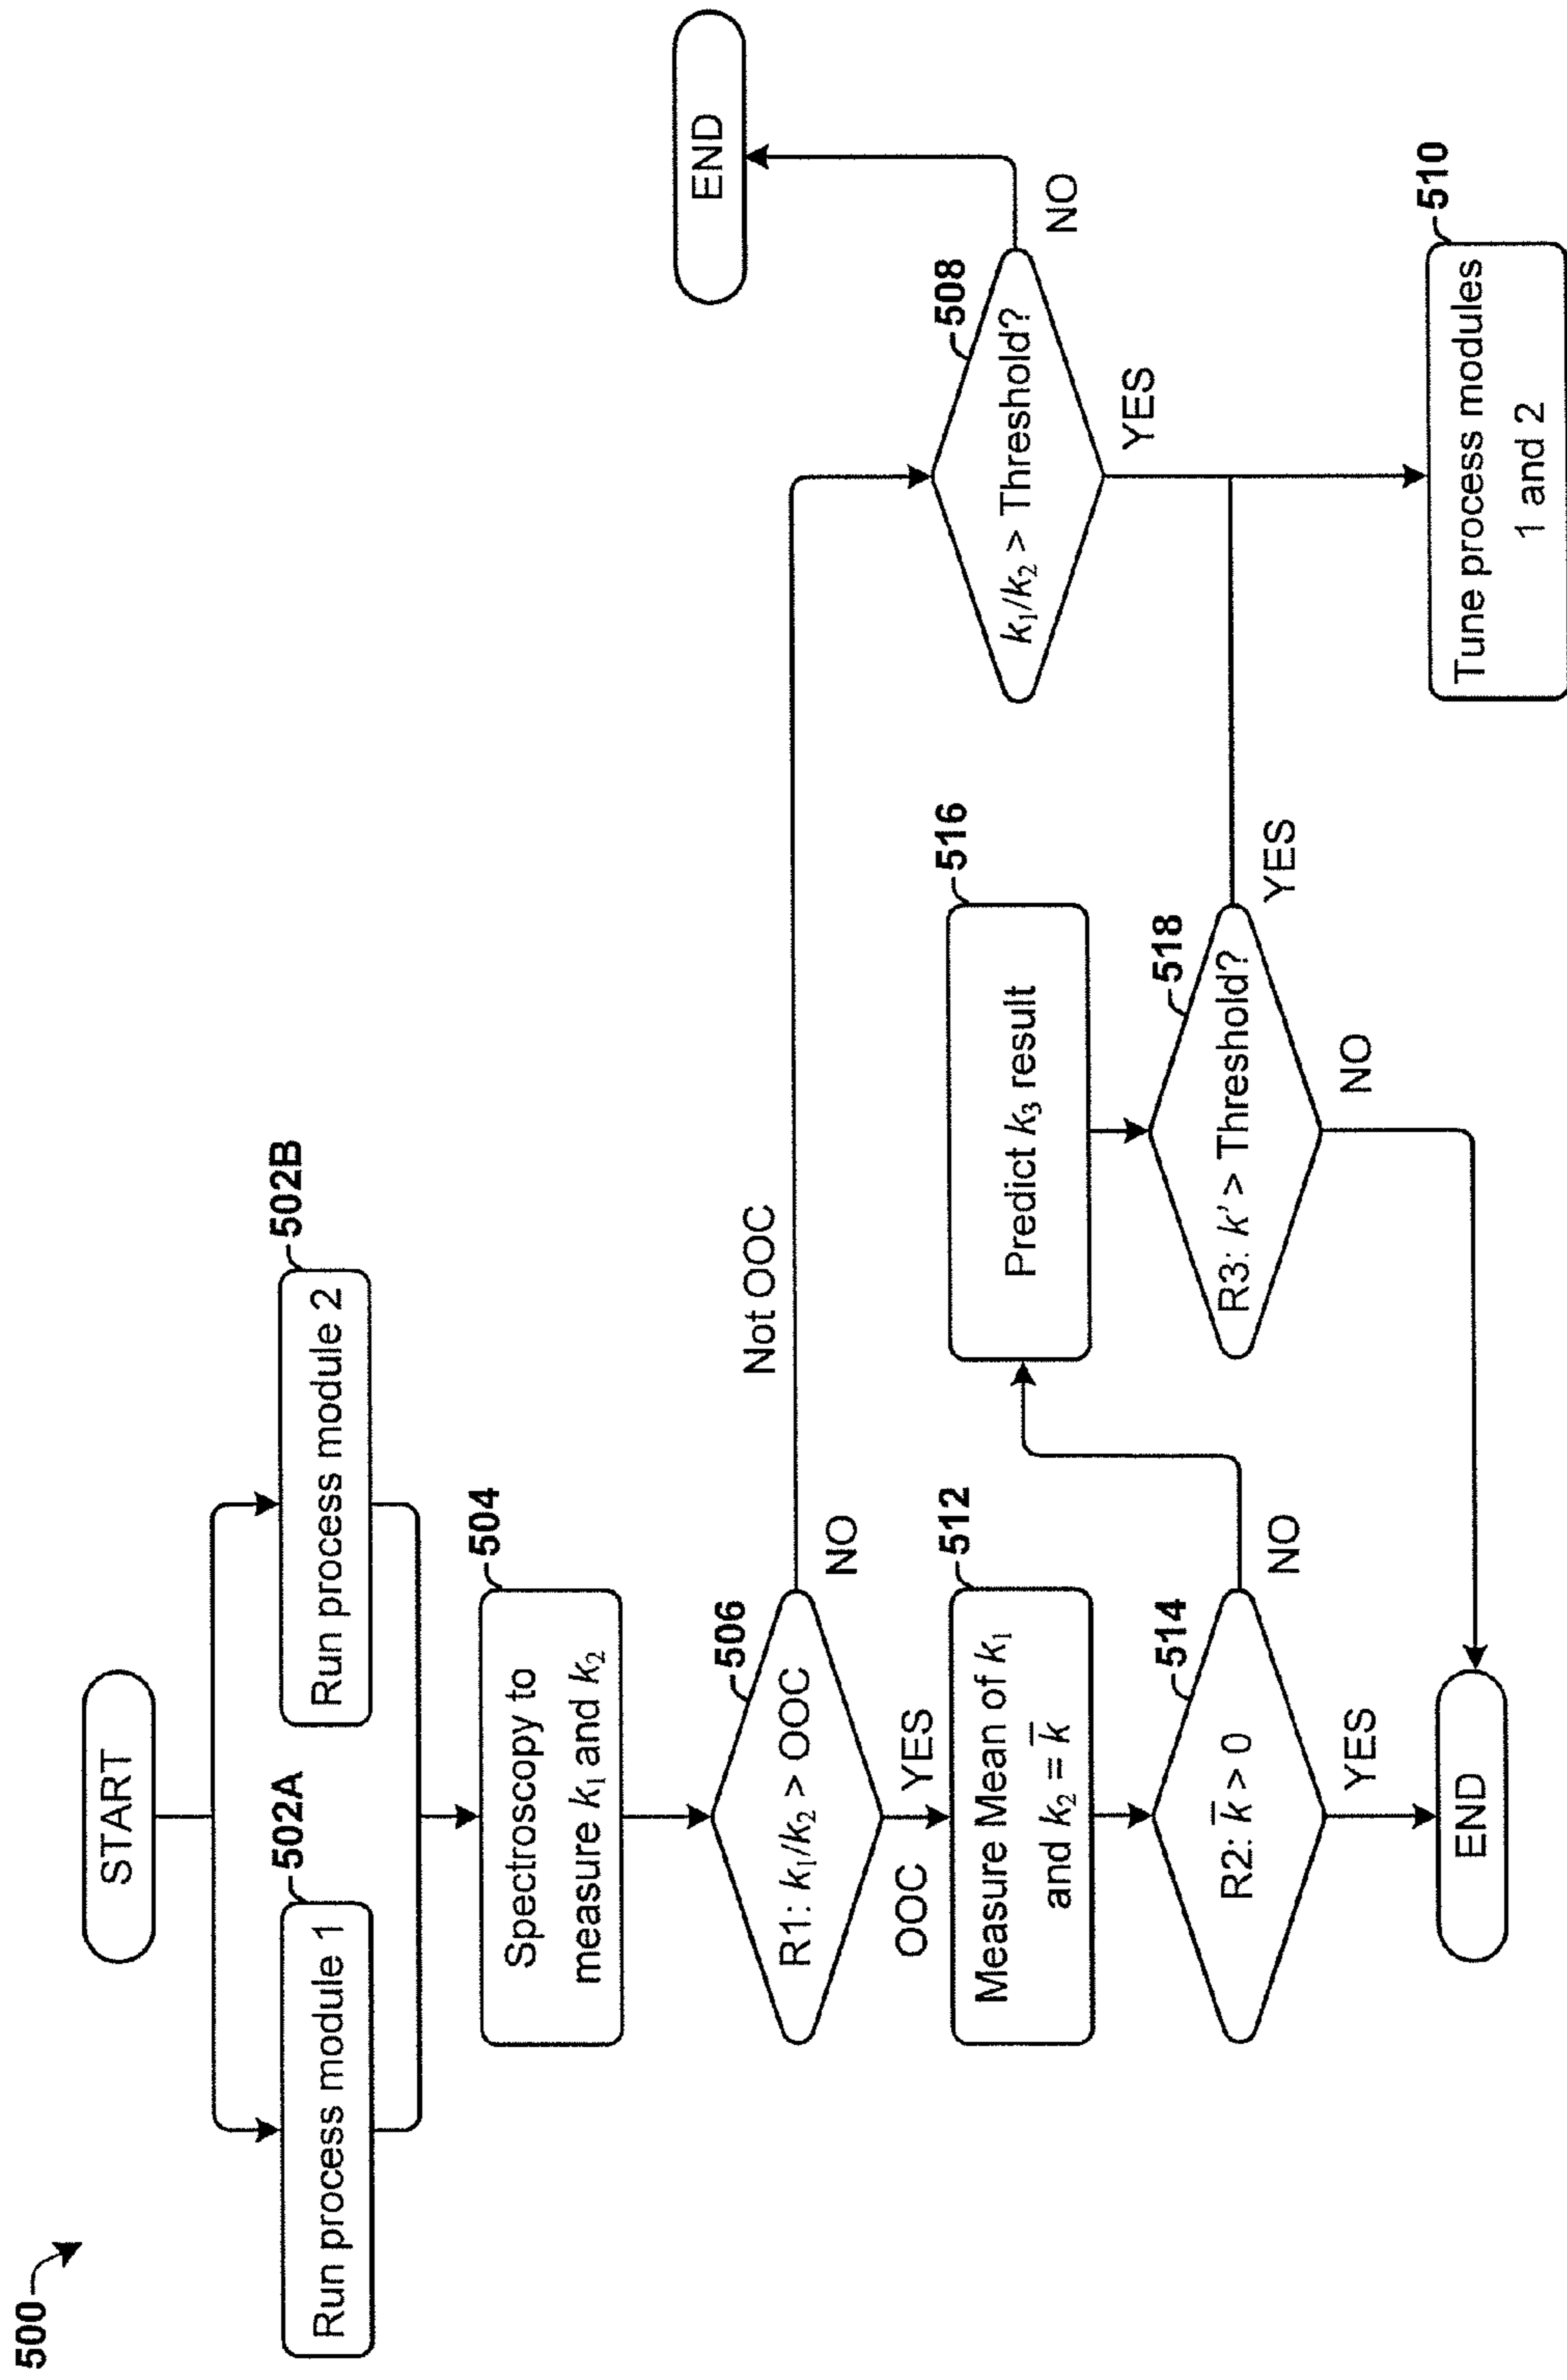 500
START
502A
Run process module 1
502B
Run process module 2
504
Spectroscopy to
measure k₁ and k₂
506
R1: k₁/k₂ > OOC
NO
Not OOC
OOC
YES
508
k₁/k₂ > Threshold?
NO
END
YES
510
Tune process modules
1 and 2
512
Measure Mean of k₁
and k₂ = k̅
514
R2: k̅ > 0
NO
YES
516
Predict k₃ result
518
R3: k' > Threshold?
YES
NO
END